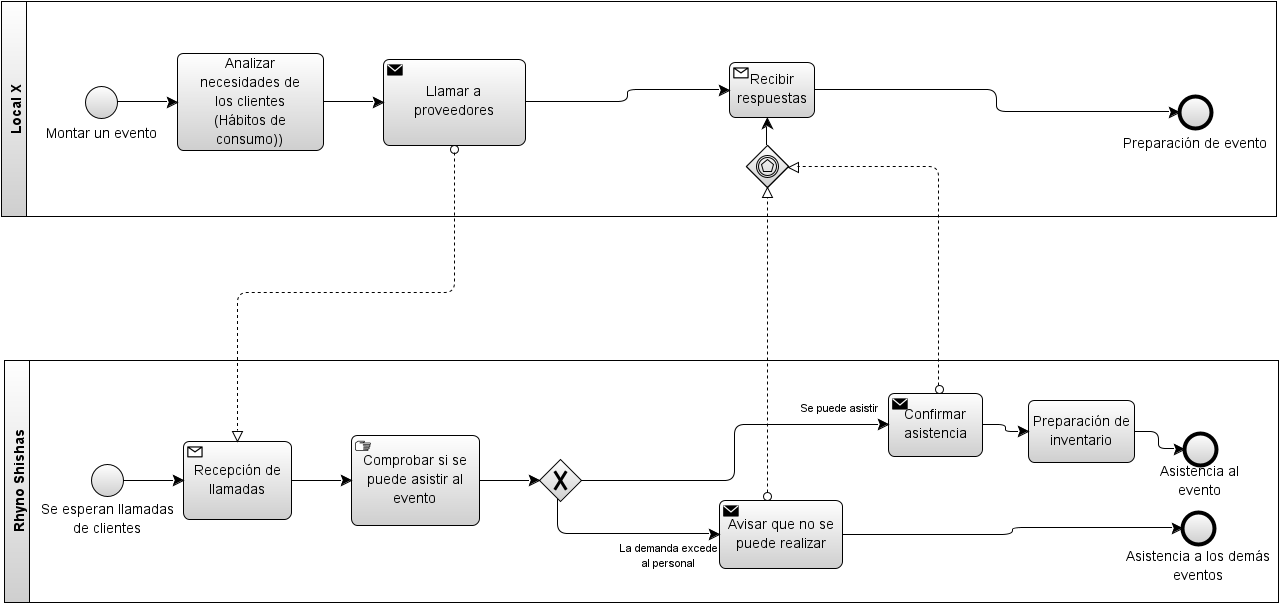 Local X
Montar un evento
Analizar
necesidades de
los clientes
(Hábitos de
consumo))
Llamar a
proveedores
Recibir
respuestas
Preparación de evento
Rhyno Shishas
Se esperan llamadas
de clientes
Recepción de
llamadas
Comprobar si se
puede asistir al
evento
X
Se puede asistir
La demanda excede
al personal
Confirmar
asistencia
Avisar que no se
puede realizar
Preparación de
inventario
Asistencia al
evento
Asistencia a los demás
eventos